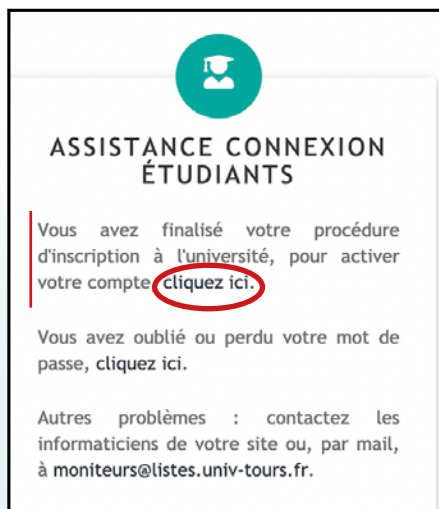 ASSISTANCE CONNEXION
ÉTUDIANTS
Vous avez finalisé votre procédure
d'inscription à l'université, pour activer
votre compte cliquez ici.
Vous avez oublié ou perdu votre mot de
passe, cliquez ici.
Autres problèmes : contactez les
informaticiens de votre site ou, par mail,
à moniteurs@listes.univ-tours.fr.